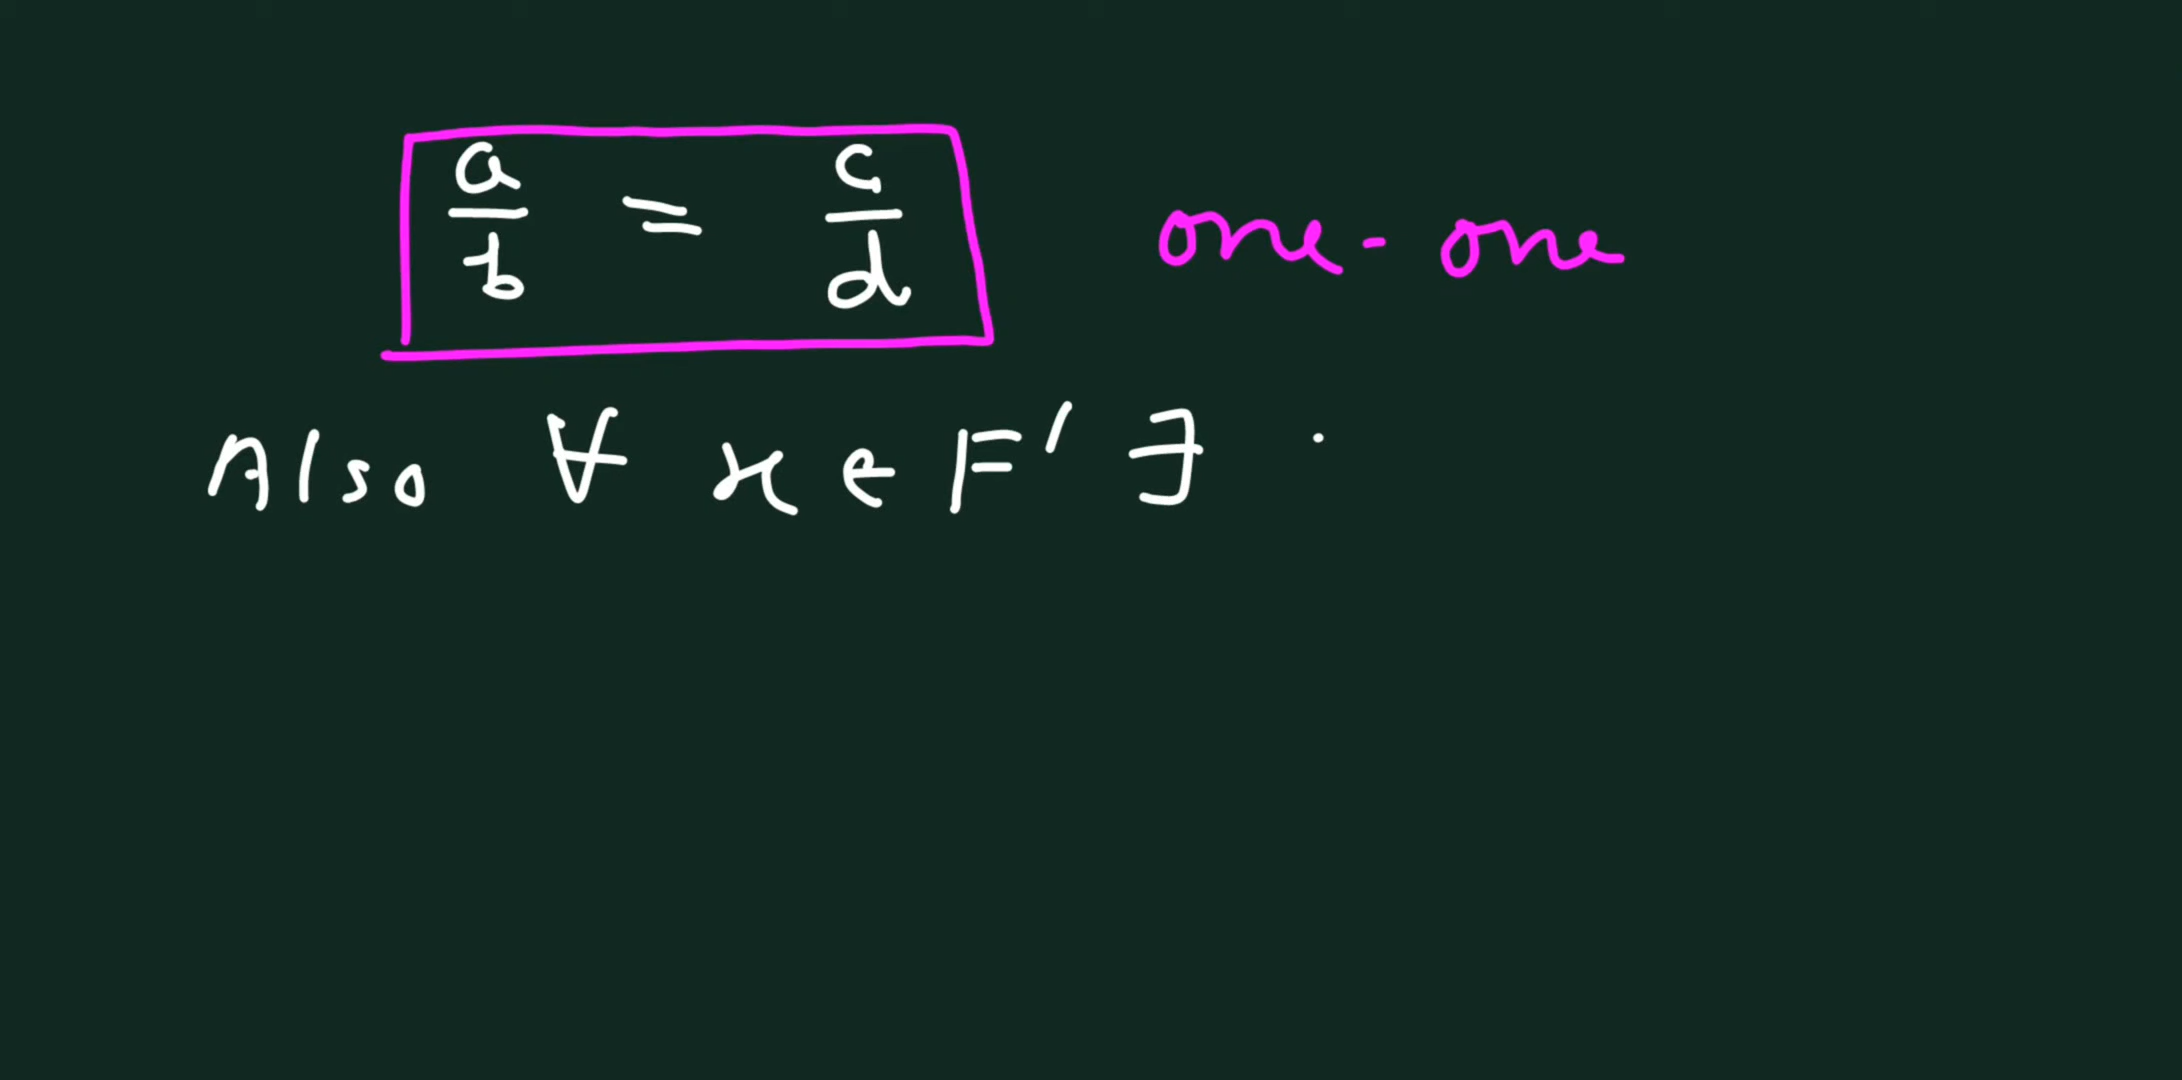 a/b = c/d one-one
Also ∀ x ∈ F′ ∃